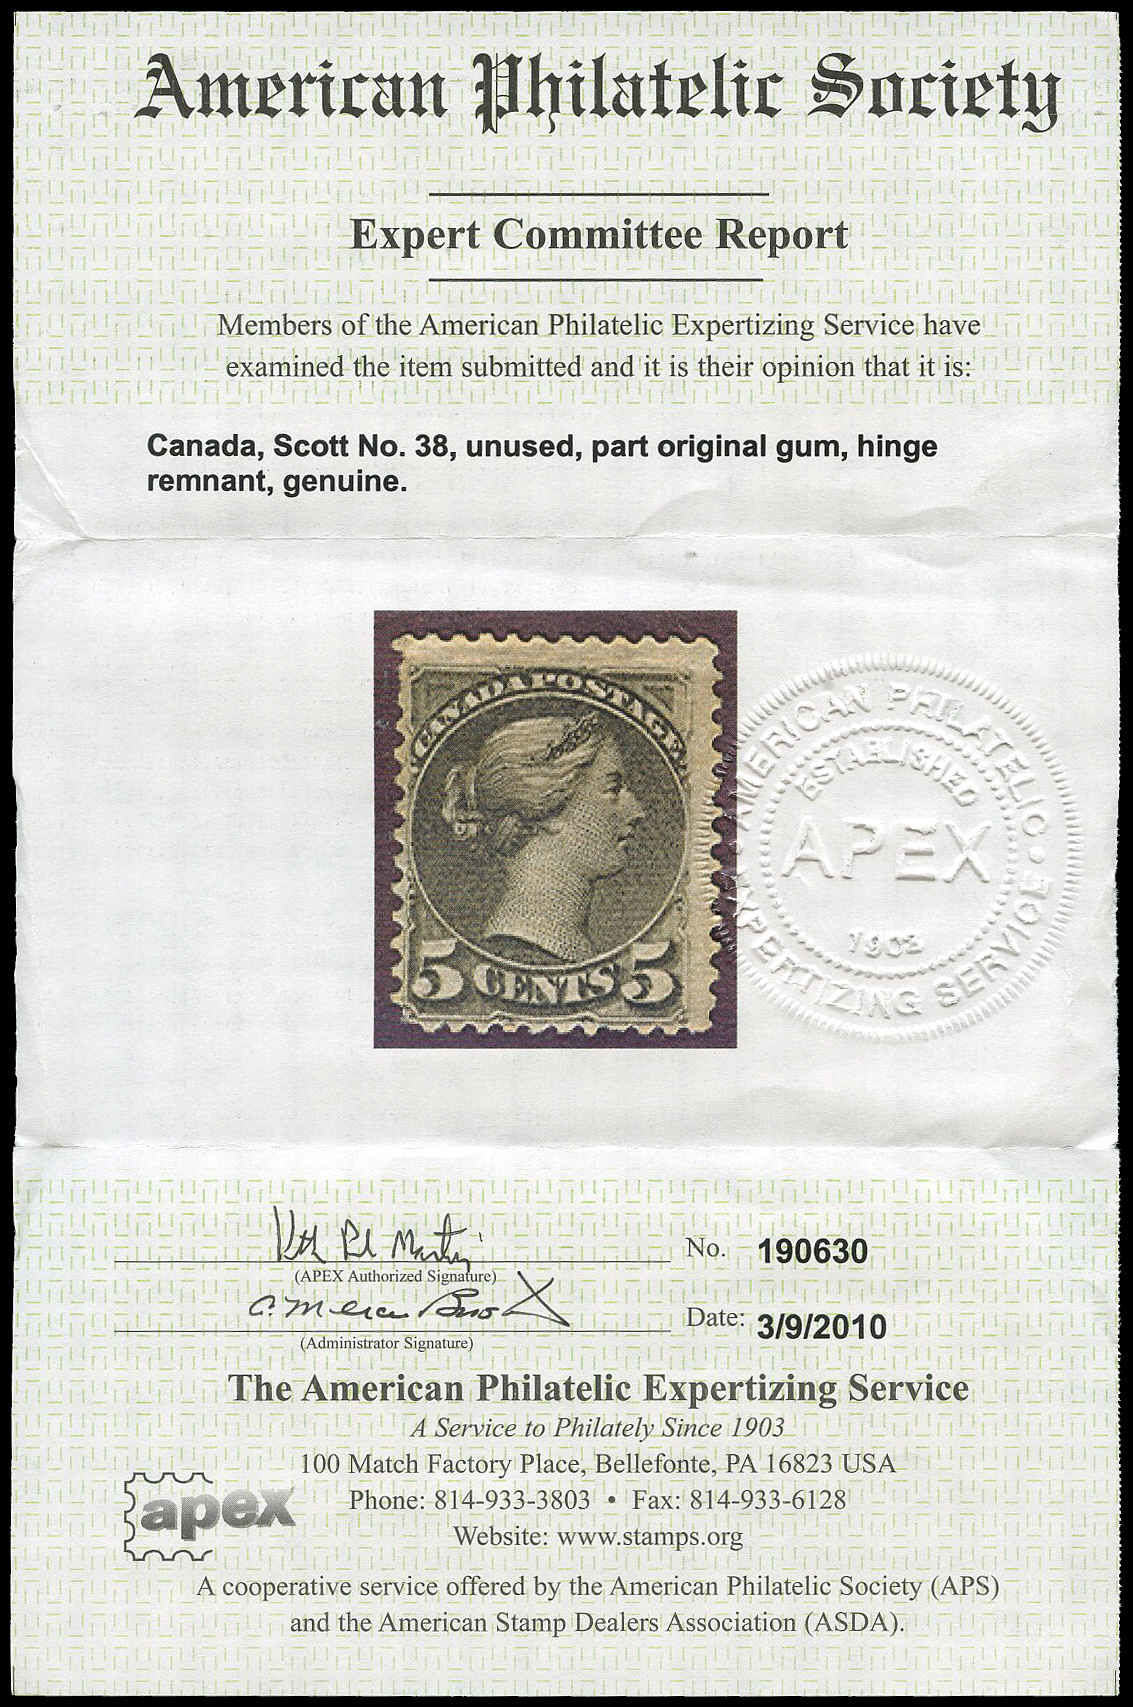 American Philatelic Society
Expert Committee Report
Members of the American Philatelic Expertizing Service have
examined the item submitted and it is their opinion that it is:
Canada, Scott No. 38, unused, part original gum, hinge
remnant, genuine.
CANADA POSTAGE
5 CENTS 5
AMERICAN PHILATELIC
EXPERTIZING SERVICE
ESTABLISHED
APEX
1903
No. 190630
(APEX Authorized Signature)
Date: 3/9/2010
(Administrator Signature)
The American Philatelic Expertizing Service
A Service to Philately Since 1903
100 Match Factory Place, Bellefonte, PA 16823 USA
apex
Phone: 814-933-3803 • Fax: 814-933-6128
Website: www.stamps.org
A cooperative service offered by the American Philatelic Society (APS)
and the American Stamp Dealers Association (ASDA).